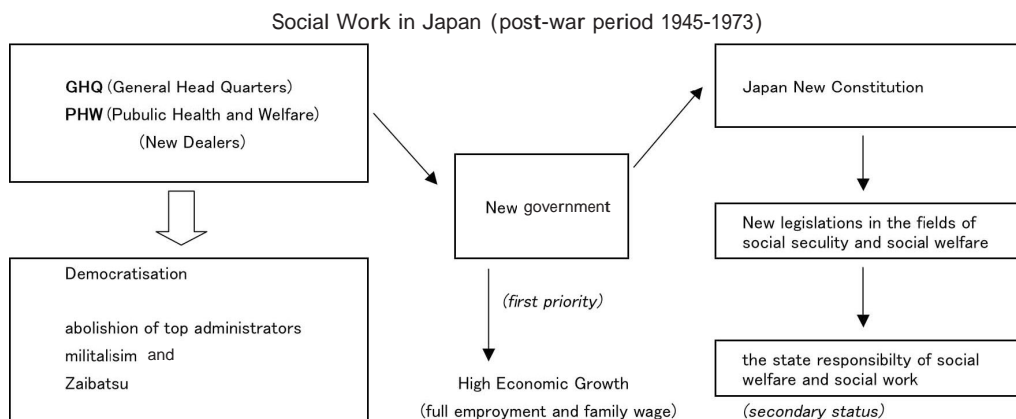 Social Work in Japan (post-war period 1945-1973)
GHQ (General Head Quarters)
PHW (Pubulic Health and Welfare)
(New Dealers)
Democratisation
abolishion of top administrators
militalisim and
Zaibatsu
New government
(first priority)
High Economic Growth
(full emproyment and family wage)
Japan New Constitution
New legislations in the fields of
social seculity and social welfare
the state responsibilty of social
welfare and social work
(secondary status)